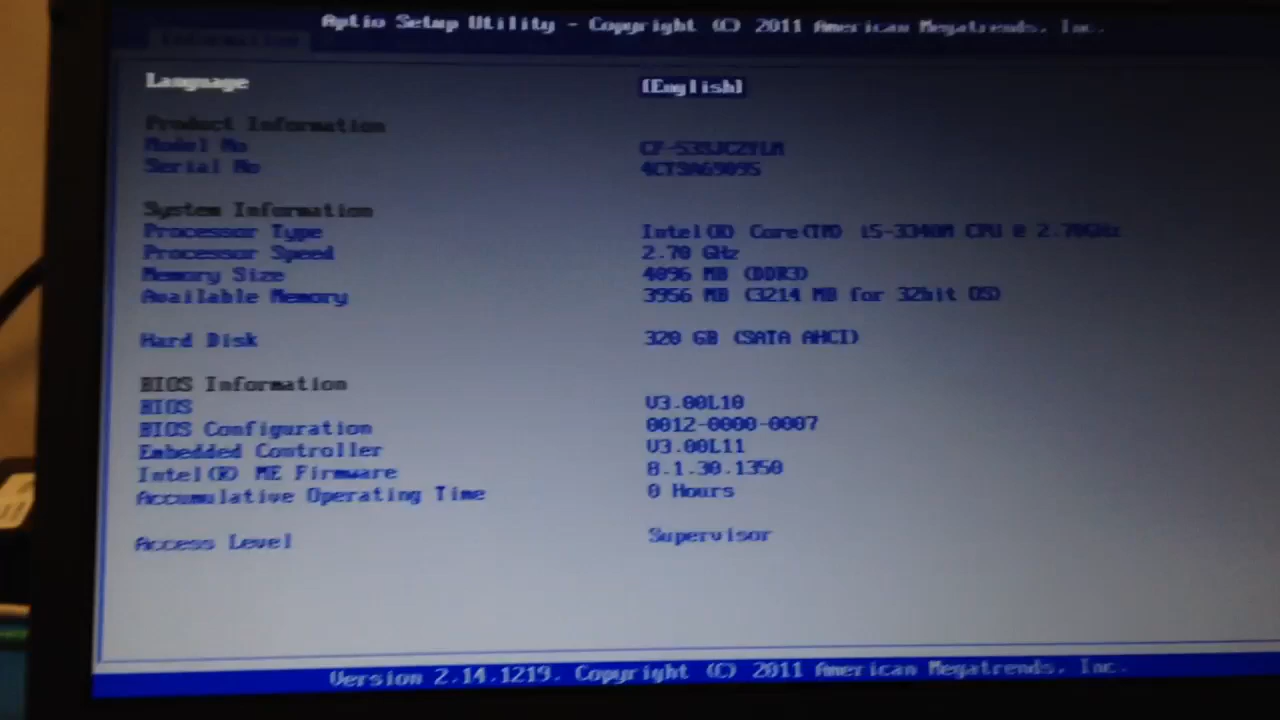 Aptio Setup Utility - Copyright (C) 2011 American Megatrends, Inc.
Information
Language [English]
Product Information
Model No CF-53SJCZYLM
Serial No
System Information
Processor Type Intel(R) Core(TM) i5-3340M CPU @ 2.70GHz
Processor Speed 2.70 GHz
Memory Size 4096 MB (DDR3)
Available Memory 3956 MB (3214 MB for 32bit OS)
Hard Disk 320 GB (SATA AHCI)
BIOS Information
BIOS V3.00L10
BIOS Configuration 0012-0000-0007
Embedded Controller V3.00L11
Intel(R) ME Firmware 8.1.30.1350
Accumulative Operating Time 0 Hours
Access Level Supervisor
Version 2.14.1219. Copyright (C) 2011 American Megatrends, Inc.